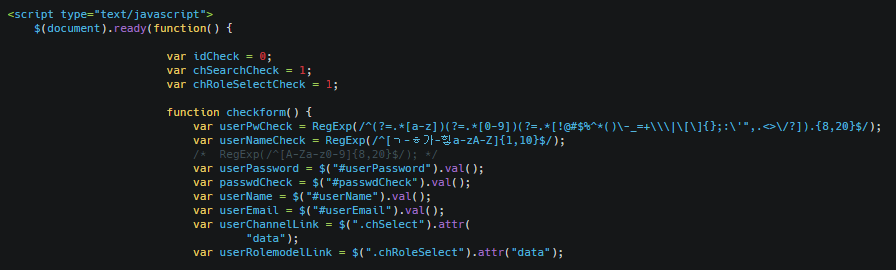 <script type="text/javascript">
$(document).ready(function() {
var idCheck = 0;
var chSearchCheck = 1;
var chRoleSelectCheck = 1;
function checkform() {
var userPwCheck = RegExp(/^(?=.*[a-z])(?=.*[0-9])(?=.*[!@#$%^*()\-_=+\\\|\[\]{};:\'",.<>\/?]).{8,20}$/);
var userNameCheck = RegExp(/^[ㄱ-ㅎ가-힣a-zA-Z]{1,10}$/);
/* RegExp(/^[A-Za-z0-9]{8,20}$/); */
var userPassword = $("#userPassword").val();
var passwdCheck = $("#passwdCheck").val();
var userName = $("#userName").val();
var userEmail = $("#userEmail").val();
var userChannelLink = $(".chSelect").attr(
"data");
var userRolemodelLink = $(".chRoleSelect").attr("data");